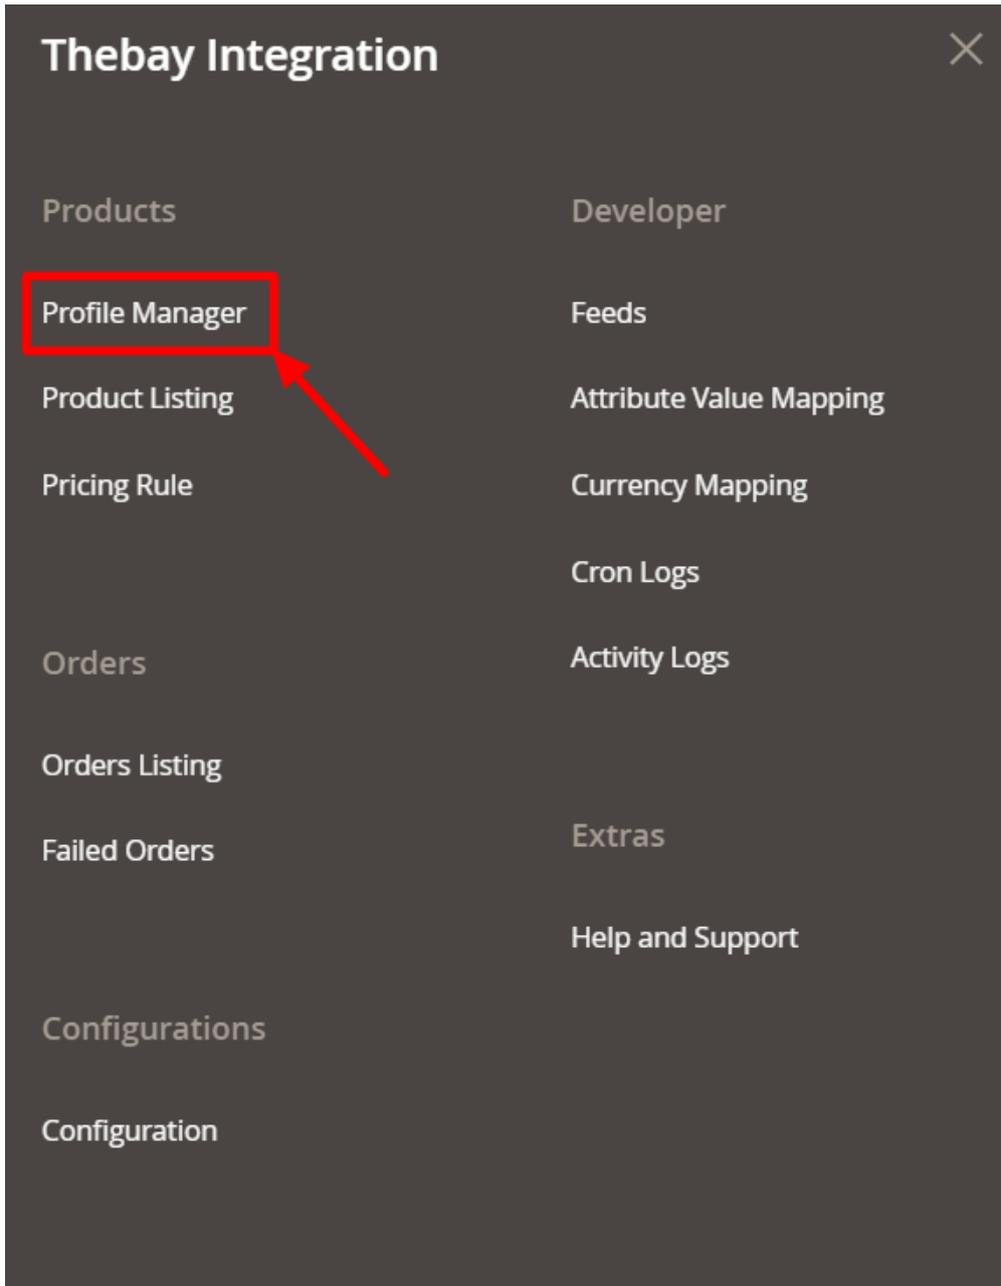 Thebay Integration
Products
Profile Manager
Product Listing
Pricing Rule
Orders
Orders Listing
Failed Orders
Configurations
Configuration
Developer
Feeds
Attribute Value Mapping
Currency Mapping
Cron Logs
Activity Logs
Extras
Help and Support